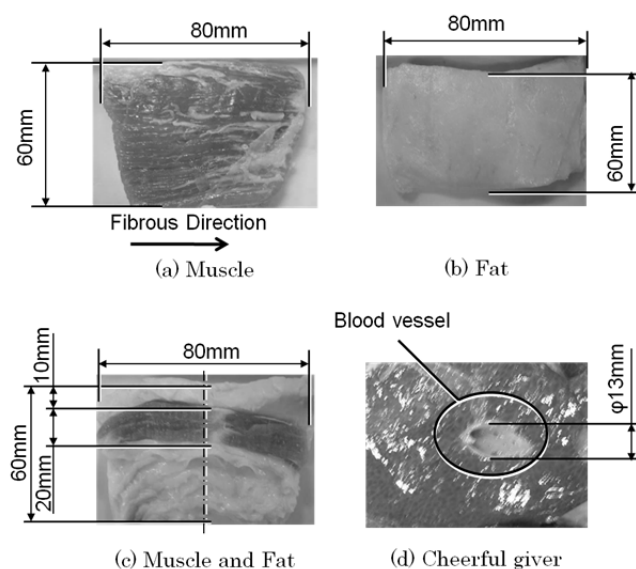 80mm
60mm
Fibrous Direction
(a) Muscle
80mm
60mm
(b) Fat
80mm
10mm
20mm
60mm
(c) Muscle and Fat
Blood vessel
φ13mm
(d) Cheerful giver